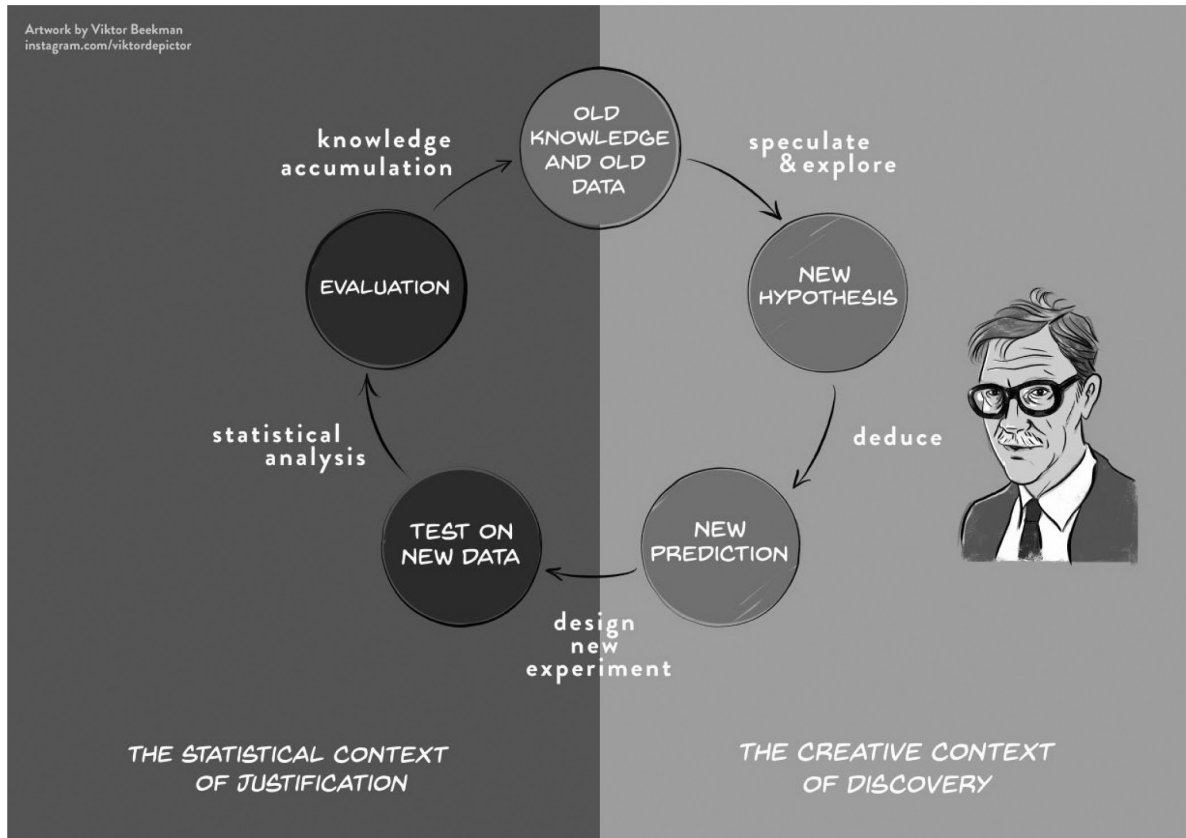 Artwork by Viktor Beekman
instagram.com/viktordepictor
OLD
KNOWLEDGE
AND OLD
DATA
speculate
& explore
NEW
HYPOTHESIS
deduce
NEW
PREDICTION
design
new
experiment
TEST ON
NEW DATA
statistical
analysis
EVALUATION
knowledge
accumulation
THE STATISTICAL CONTEXT
OF JUSTIFICATION
THE CREATIVE CONTEXT
OF DISCOVERY